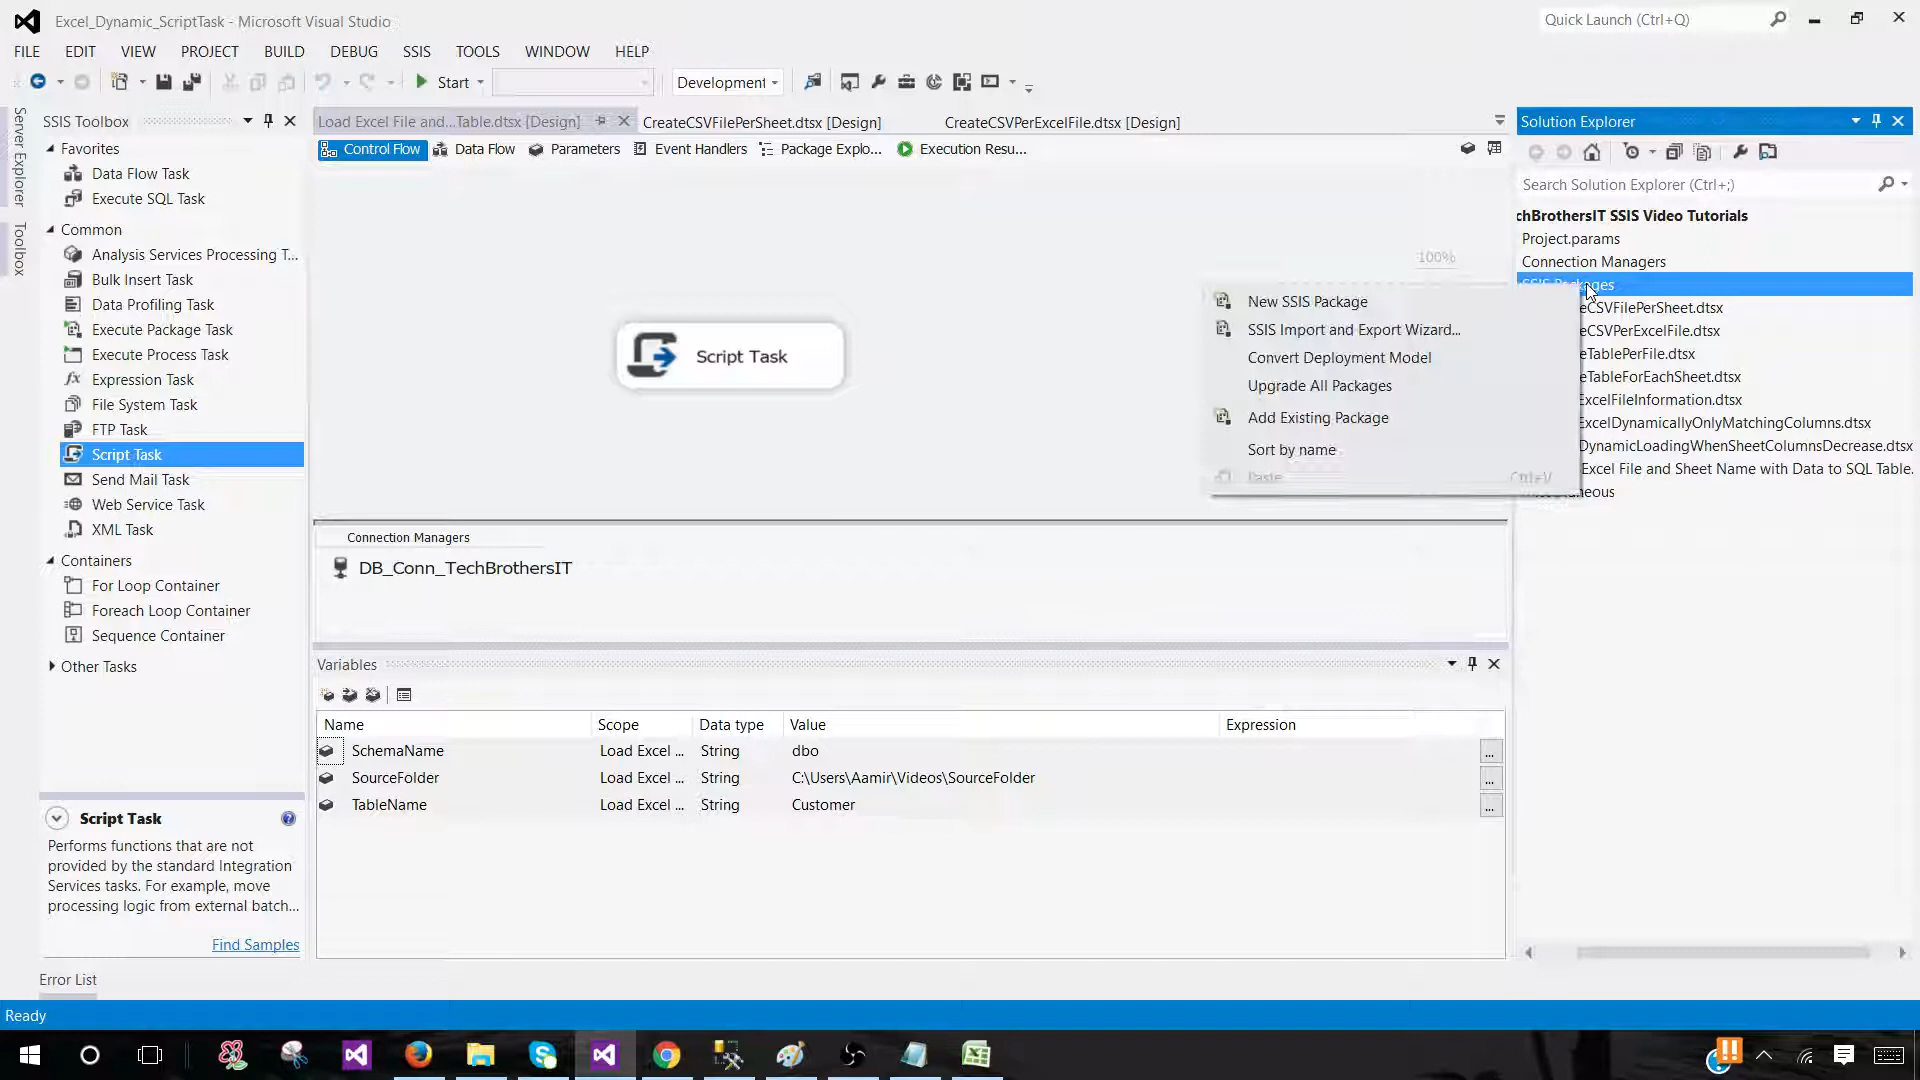 Excel_Dynamic_ScriptTask - Microsoft Visual Studio
Quick Launch (Ctrl+Q)
FILE EDIT VIEW PROJECT BUILD DEBUG SSIS TOOLS WINDOW HELP
Start Development
Server Explorer
Toolbox
SSIS Toolbox
Favorites
Data Flow Task
Execute SQL Task
Common
Analysis Services Processing T...
Bulk Insert Task
Data Profiling Task
Execute Package Task
Execute Process Task
Expression Task
File System Task
FTP Task
Script Task
Send Mail Task
Web Service Task
XML Task
Containers
For Loop Container
Foreach Loop Container
Sequence Container
Other Tasks
Script Task
Performs functions that are not
provided by the standard Integration
Services tasks. For example, move
processing logic from external batch...
Find Samples
Error List
Load Excel File and...Table.dtsx [Design] CreateCSVFilePerSheet.dtsx [Design] CreateCSVPerExcelFile.dtsx [Design]
Control Flow Data Flow Parameters Event Handlers Package Explo... Execution Resu...
100%
Script Task
New SSIS Package
SSIS Import and Export Wizard...
Convert Deployment Model
Upgrade All Packages
Add Existing Package
Sort by name
Paste Ctrl+V
Connection Managers
DB_Conn_TechBrothersIT
Variables
Name Scope Data type Value Expression
SchemaName Load Excel ... String dbo ...
SourceFolder Load Excel ... String C:\Users\Aamir\Videos\SourceFolder ...
TableName Load Excel ... String Customer ...
Solution Explorer
Search Solution Explorer (Ctrl+;)
chBrothersIT SSIS Video Tutorials
Project.params
Connection Managers
SSIS Packages
eCSVFilePerSheet.dtsx
eCSVPerExcelFile.dtsx
eTablePerFile.dtsx
eTableForEachSheet.dtsx
ExcelFileInformation.dtsx
xcelDynamicallyOnlyMatchingColumns.dtsx
DynamicLoadingWhenSheetColumnsDecrease.dtsx
Excel File and Sheet Name with Data to SQL Table.
Ready